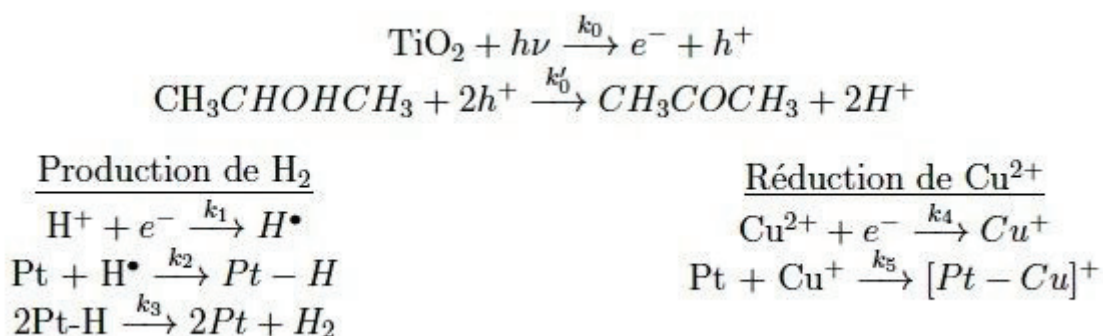 TiO₂ + hν —k₀→ e⁻ + h⁺
CH₃CHOHCH₃ + 2h⁺ —k₀′→ CH₃COCH₃ + 2H⁺
Production de H₂
H⁺ + e⁻ —k₁→ H•
Pt + H• —k₂→ Pt − H
2Pt-H —k₃→ 2Pt + H₂
Réduction de Cu²⁺
Cu²⁺ + e⁻ —k₄→ Cu⁺
Pt + Cu⁺ —k₅→ [Pt − Cu]⁺